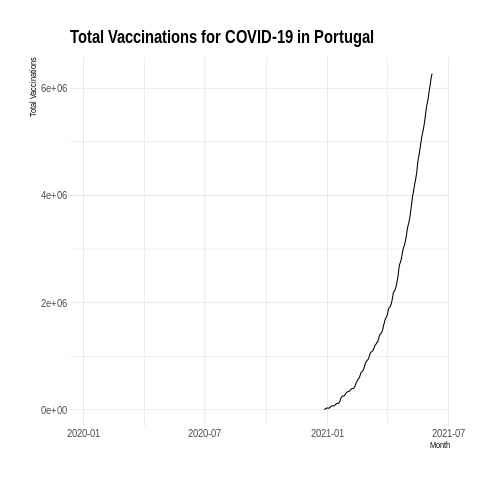 Total Vaccinations for COVID-19 in Portugal
Total Vaccinations
6e+06
4e+06
2e+06
0e+00
2020-01 2020-07 2021-01 2021-07
Month